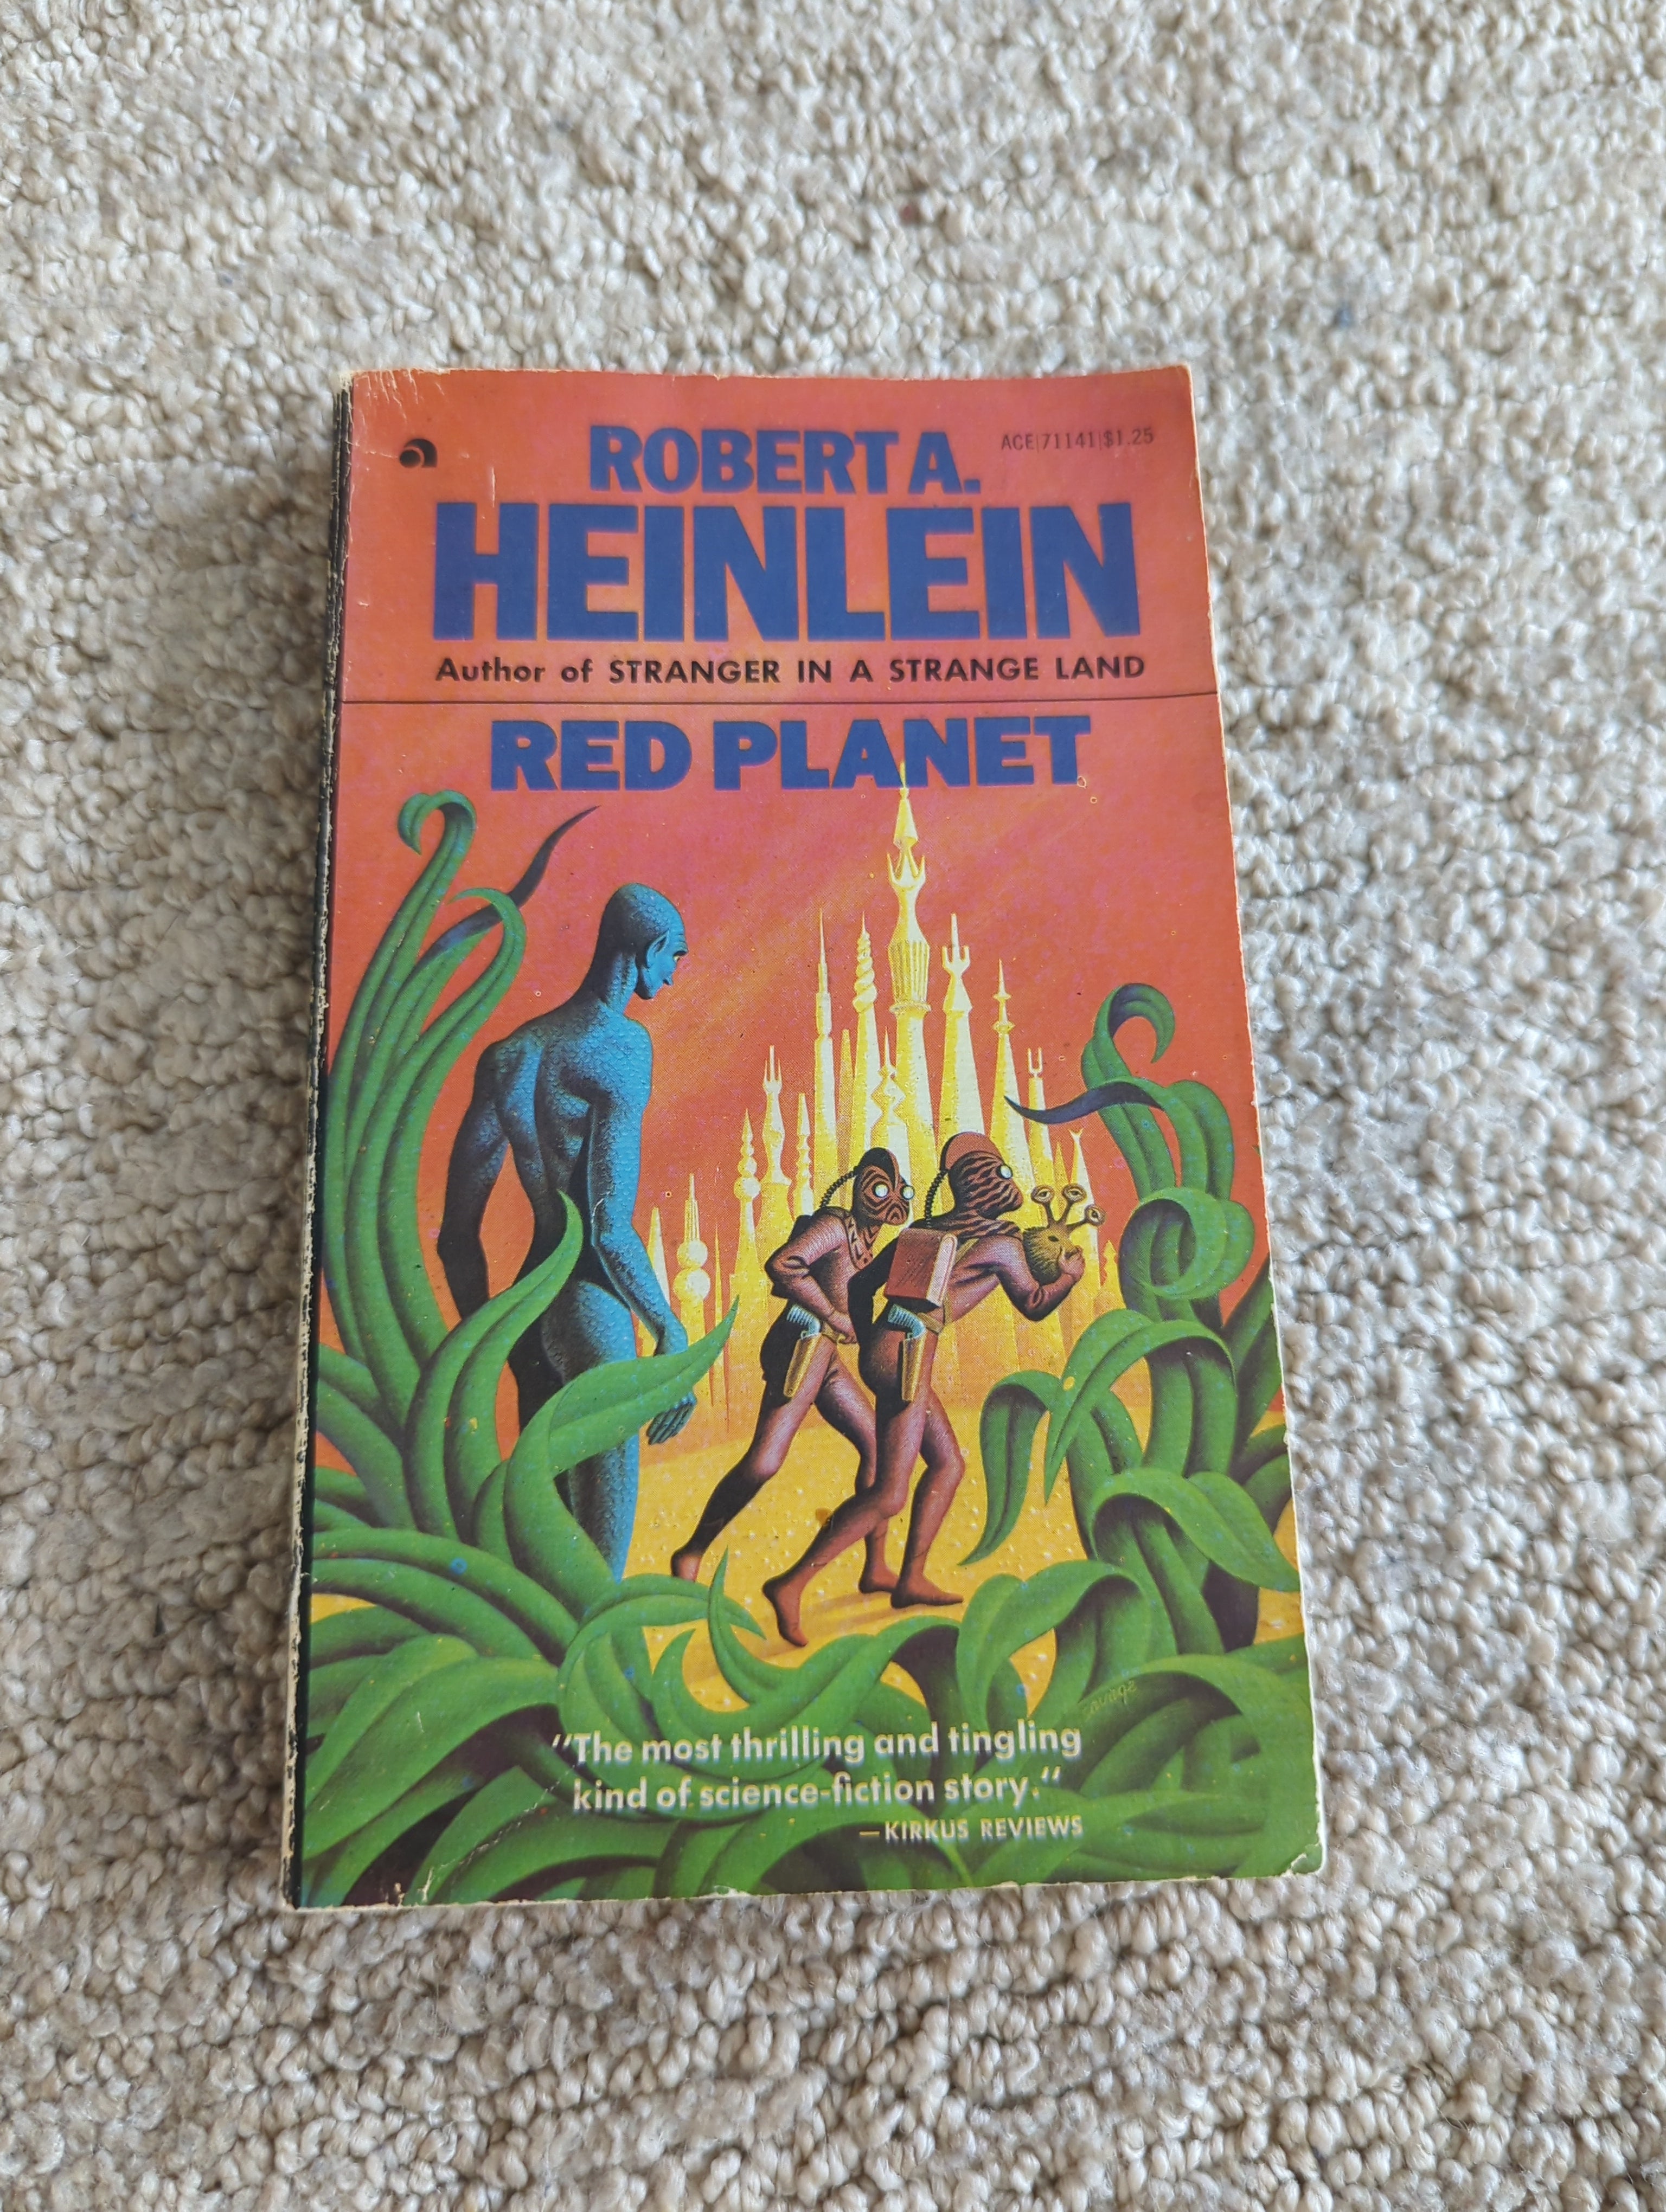 ROBERT A.
ACE|71141|$1.25
HEINLEIN
Author of STRANGER IN A STRANGE LAND
RED PLANET
"The most thrilling and tingling
kind of science-fiction story."
—KIRKUS REVIEWS